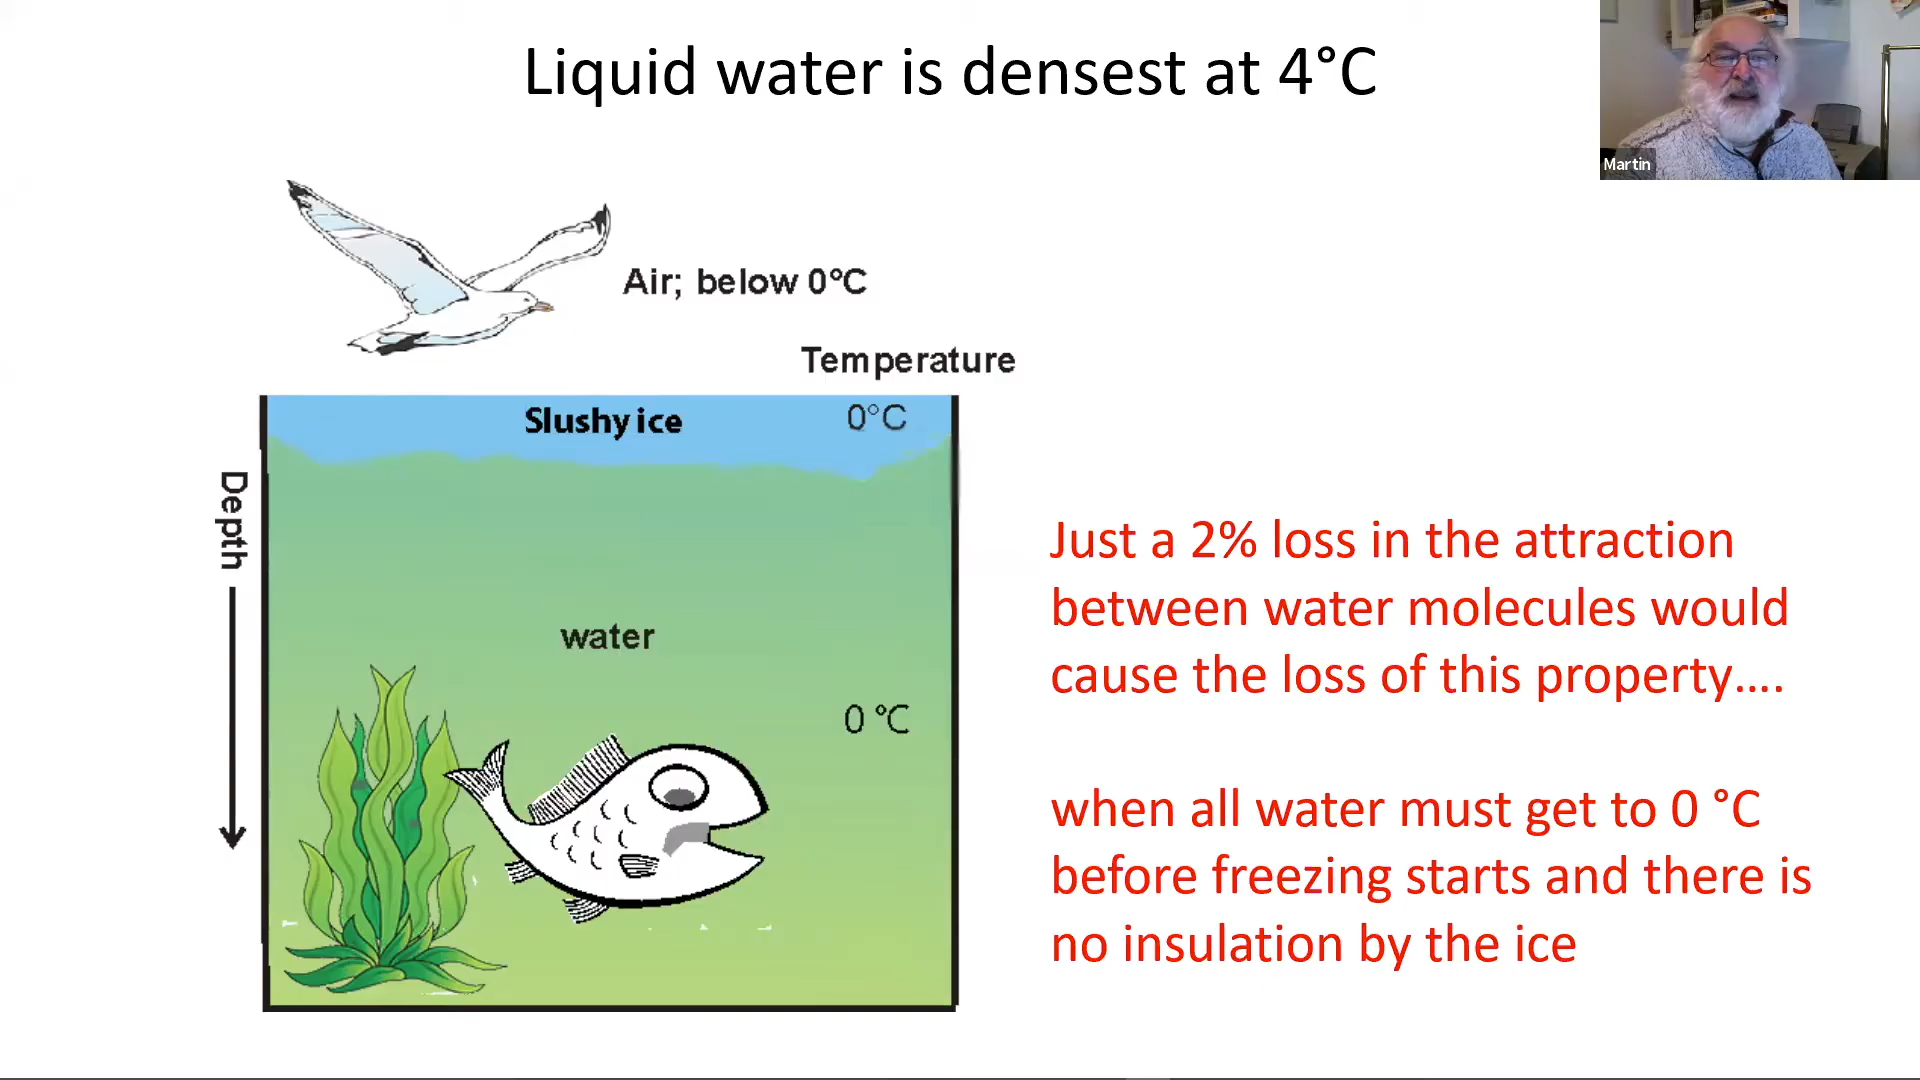 Liquid water is densest at 4°C
Martin
Air; below 0°C
Temperature
Slushy ice 0°C
Depth
water
0 °C
Just a 2% loss in the attraction
between water molecules would
cause the loss of this property....
when all water must get to 0 °C
before freezing starts and there is
no insulation by the ice